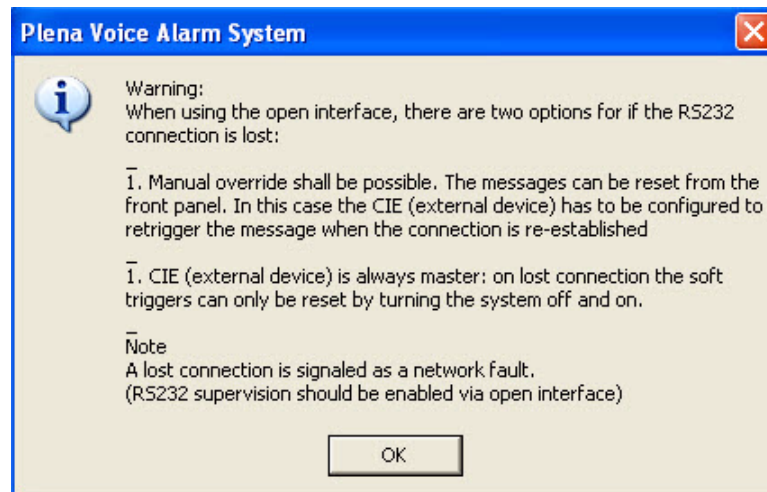 Plena Voice Alarm System
Warning:
When using the open interface, there are two options for if the RS232
connection is lost:
_
1. Manual override shall be possible. The messages can be reset from the
front panel. In this case the CIE (external device) has to be configured to
retrigger the message when the connection is re-established
_
1. CIE (external device) is always master: on lost connection the soft
triggers can only be reset by turning the system off and on.
_
Note
A lost connection is signaled as a network fault.
(RS232 supervision should be enabled via open interface)
OK